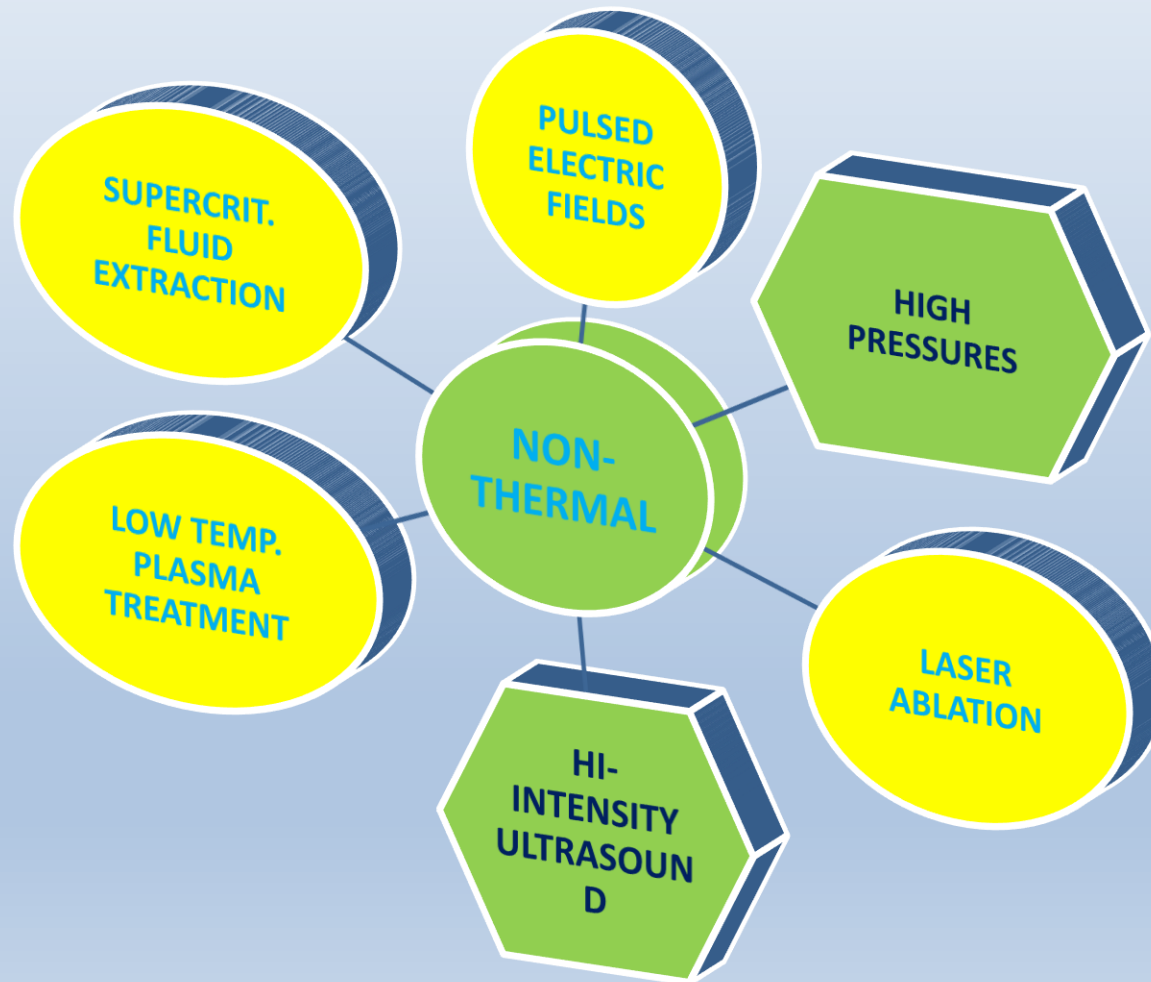 PULSED
ELECTRIC
FIELDS
SUPERCRIT.
FLUID
EXTRACTION
HIGH
PRESSURES
NON-
THERMAL
LOW TEMP.
PLASMA
TREATMENT
LASER
ABLATION
HI-
INTENSITY
ULTRASOUN
D